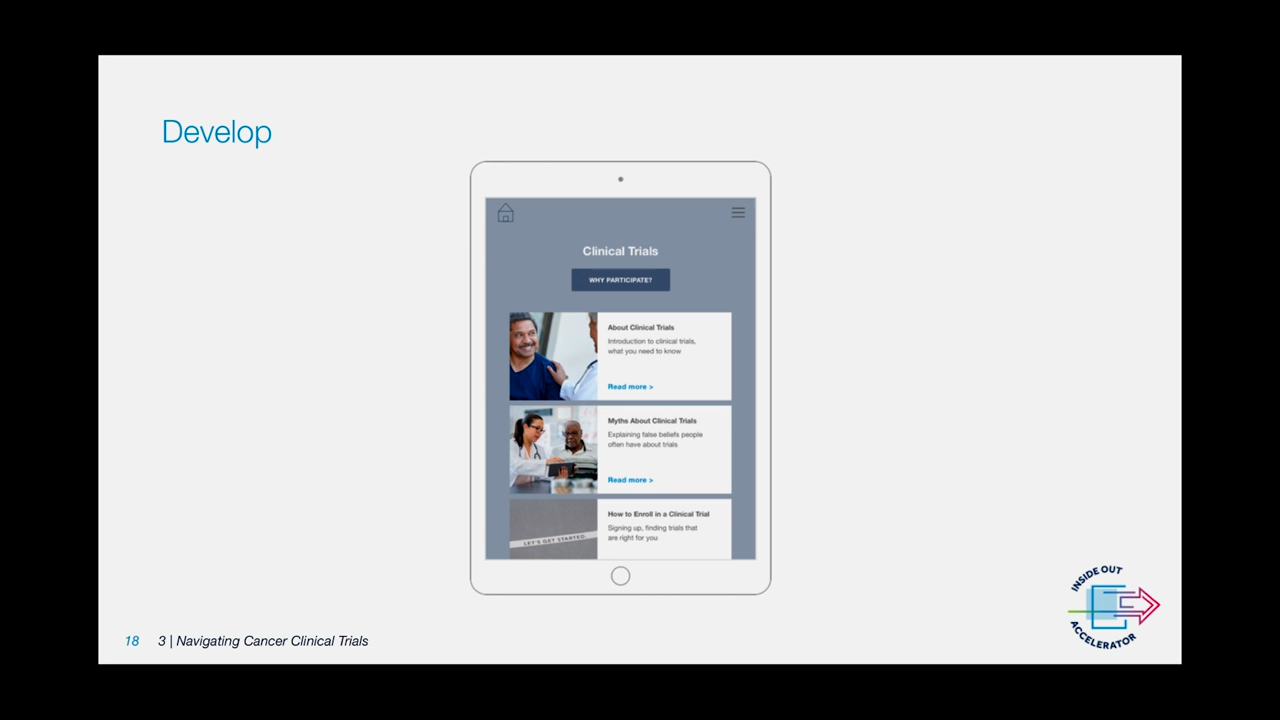 Develop
Clinical Trials
WHY PARTICIPATE?
About Clinical Trials
Introduction to clinical trials,
what you need to know
Read more >
Myths About Clinical Trials
Explaining false beliefs people
often have about trials
Read more >
How to Enroll in a Clinical Trial
Signing up, finding trials that
are right for you
LET'S GET STARTED.
INSIDE OUT
ACCELERATOR
18 3 | Navigating Cancer Clinical Trials